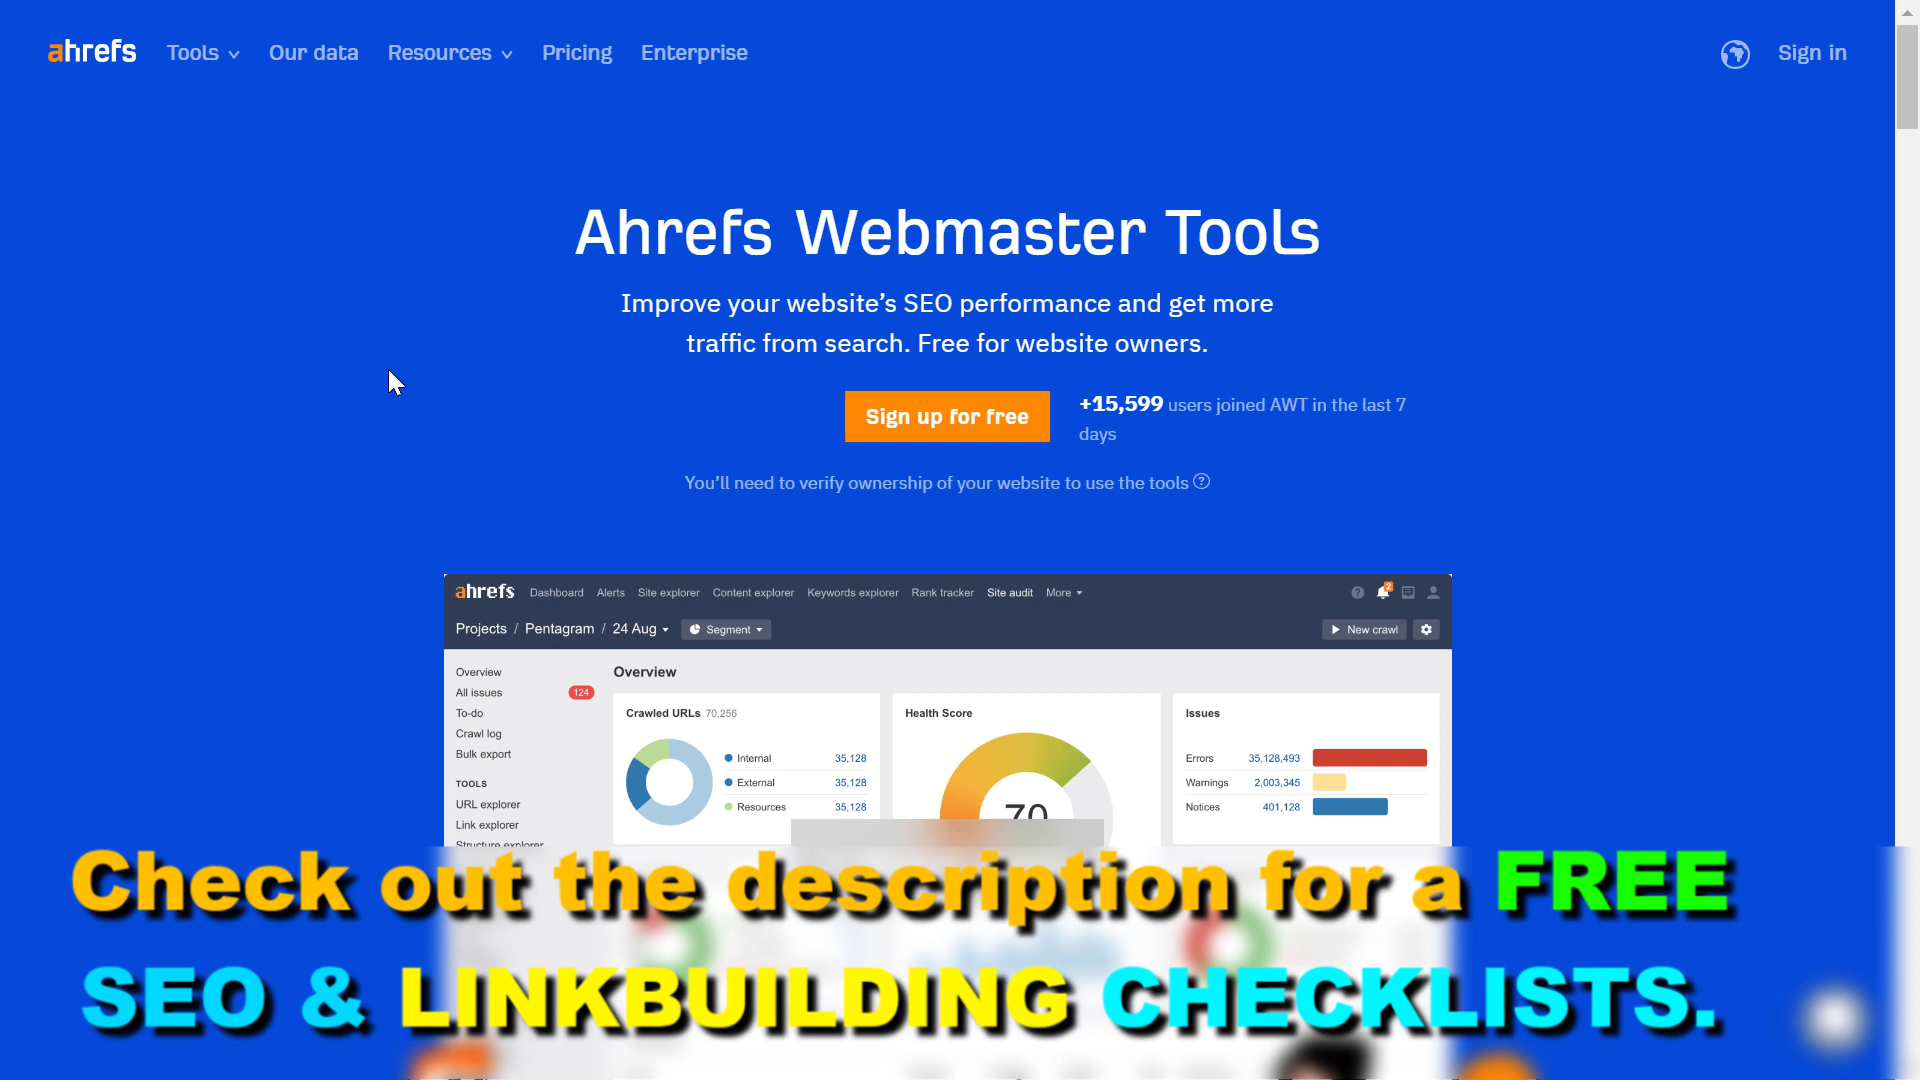 ahrefs Tools Our data Resources Pricing Enterprise Sign in
Ahrefs Webmaster Tools
Improve your website’s SEO performance and get more
traffic from search. Free for website owners.
Sign up for free
+15,599 users joined AWT in the last 7
days
You’ll need to verify ownership of your website to use the tools ?
ahrefs Dashboard Alerts Site explorer Content explorer Keywords explorer Rank tracker Site audit More ? 2
Projects / Pentagram / 24 Aug Segment New crawl
Overview
All issues 124
To-do
Crawl log
Bulk export
TOOLS
URL explorer
Link explorer
Structure explorer
Overview
Crawled URLs 70,256
Internal 35,128
External 35,128
Resources 35,128
Health Score
70
Issues
Errors 35,128,493
Warnings 2,003,345
Notices 401,128
Check out the description for a FREE
SEO & LINKBUILDING CHECKLISTS.